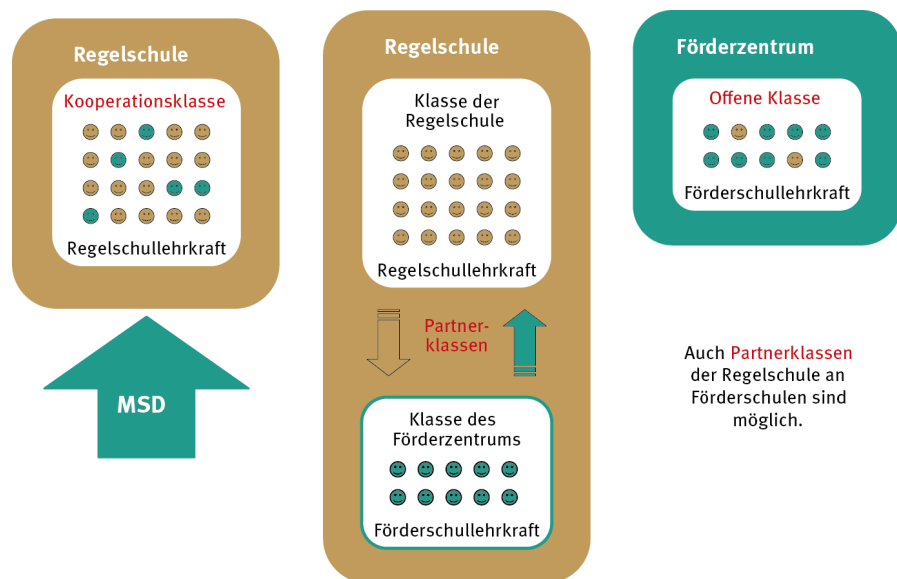 Regelschule
Kooperationsklasse
Regelschullehrkraft
MSD
Regelschule
Klasse der
Regelschule
Regelschullehrkraft
Partner-
klassen
Klasse des
Förderzentrums
Förderschullehrkraft
Förderzentrum
Offene Klasse
Förderschullehrkraft
Auch Partnerklassen
der Regelschule an
Förderschulen sind
möglich.